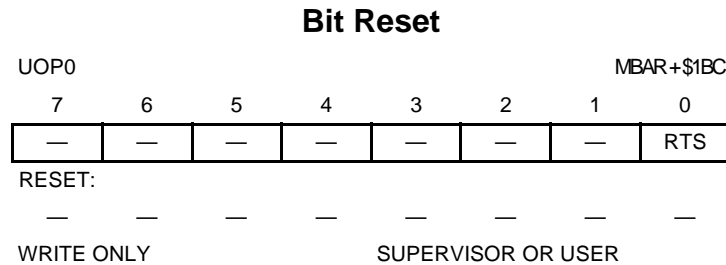 Bit Reset
UOP0 MBAR+$1BC
7 6 5 4 3 2 1 0
— — — — — — — RTS
RESET:
— — — — — — — —
WRITE ONLY SUPERVISOR OR USER